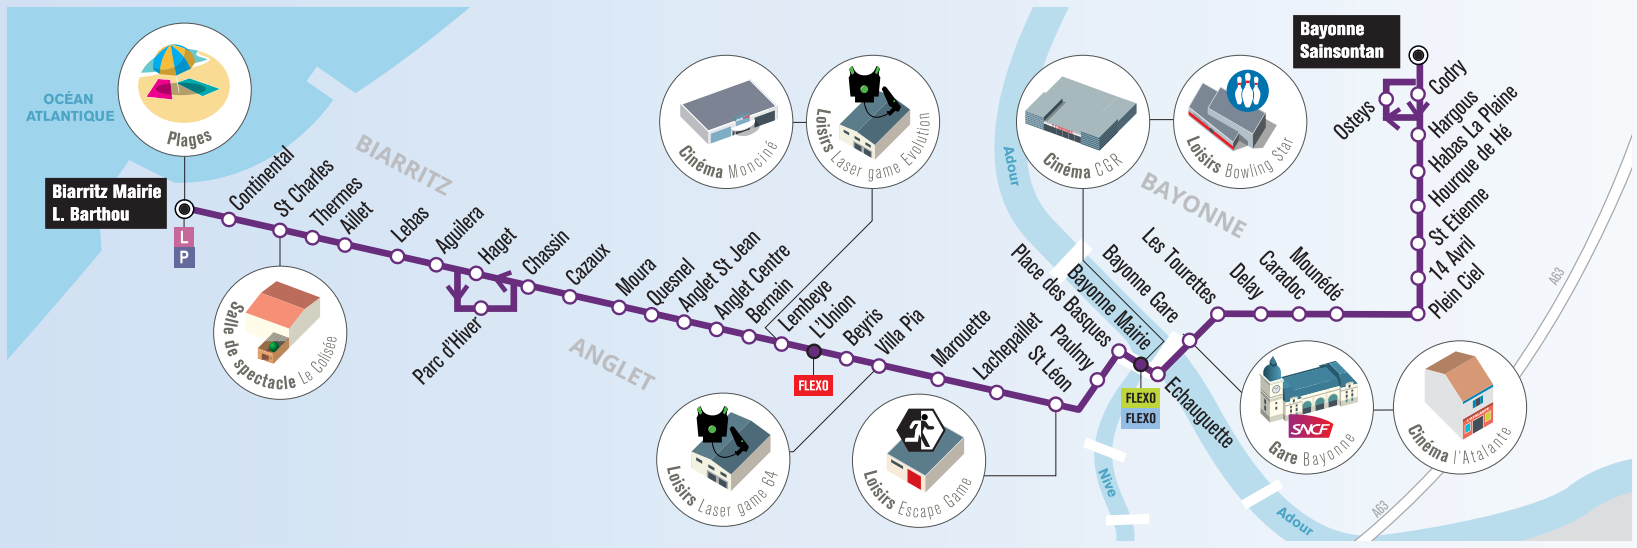 OCÉAN
ATLANTIQUE
Plages
Biarritz Mairie
L. Barthou
L
P
BIARRITZ
Continental
St Charles
Thermes
Aillet
Lebas
Aguilera
Haget
Parc d'Hiver
Chassin
Cazaux
Moura
Quesnel
Anglet St Jean
Anglet Centre
Bernain
Lembeye
L'Union
FLEXO
Beyris
Villa Pia
Marouette
Lachepaillet
St Léon
Paulmy
Place des Basques
Bayonne Mairie
FLEXO
FLEXO
Echauguette
Bayonne Gare
Les Tourettes
Delay
Caradoc
Mounédé
Plein Ciel
14 Avril
St Etienne
Hourque de Hé
Habas La Plaine
Hargous
Osteys
Codry
Bayonne
Sainsontan
Salle de spectacle Le Colisée
ANGLET
Cinéma Monciné
Loisirs Laser game Evolution
Loisirs Laser game 64
Loisirs Escape Game
Cinéma CGR
Loisirs Bowling Star
BAYONNE
Adour
Nive
Adour
SNCF
Gare Bayonne
Cinéma l'Atalante
A63
A63